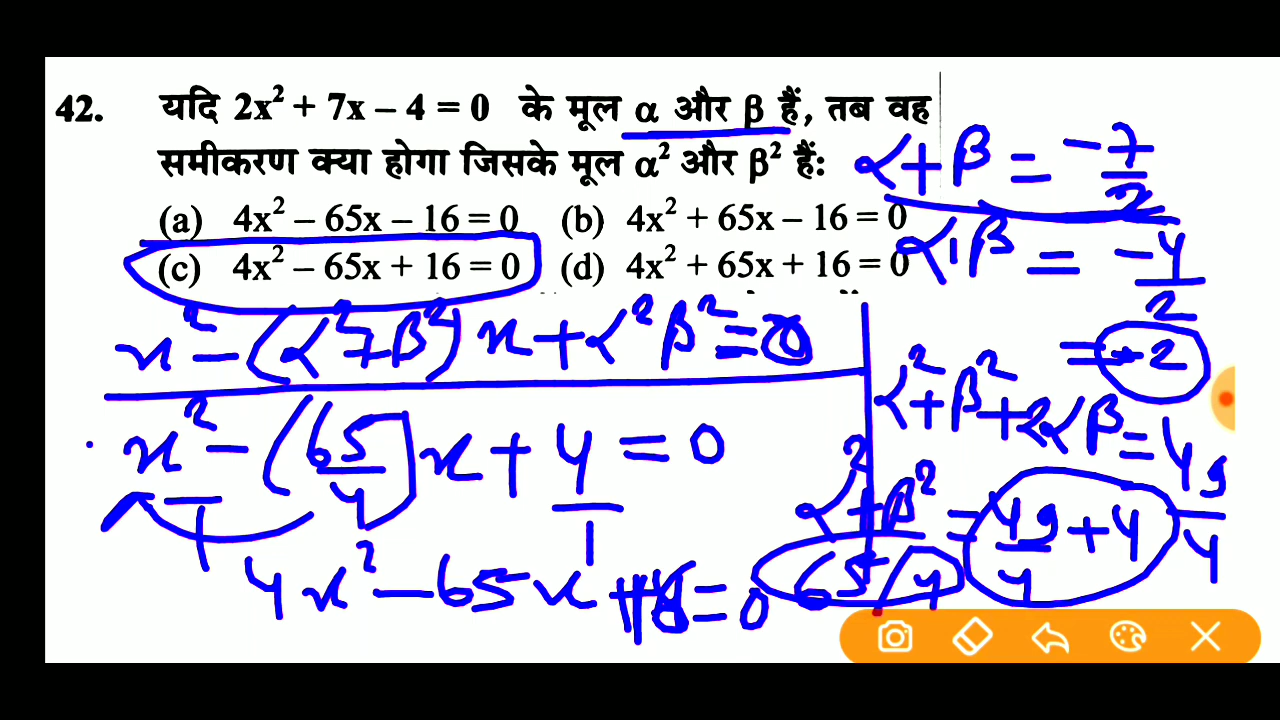 42. यदि 2x² + 7x – 4 = 0 के मूल α और β हैं, तब वह
समीकरण क्या होगा जिसके मूल α² और β² हैं:
(a) 4x² – 65x – 16 = 0 (b) 4x² + 65x – 16 = 0
(c) 4x² – 65x + 16 = 0 (d) 4x² + 65x + 16 = 0
α+β = -7/2
α1β = -4/2
= -2
x² - (α²+β²)x + α²β² = 0
α²+β²+2αβ = 49/4
x²/1 - (65/4)x + 4/1 = 0
α²+β² = 49/4 + 4
65/4
4x² - 65x + 16 = 0